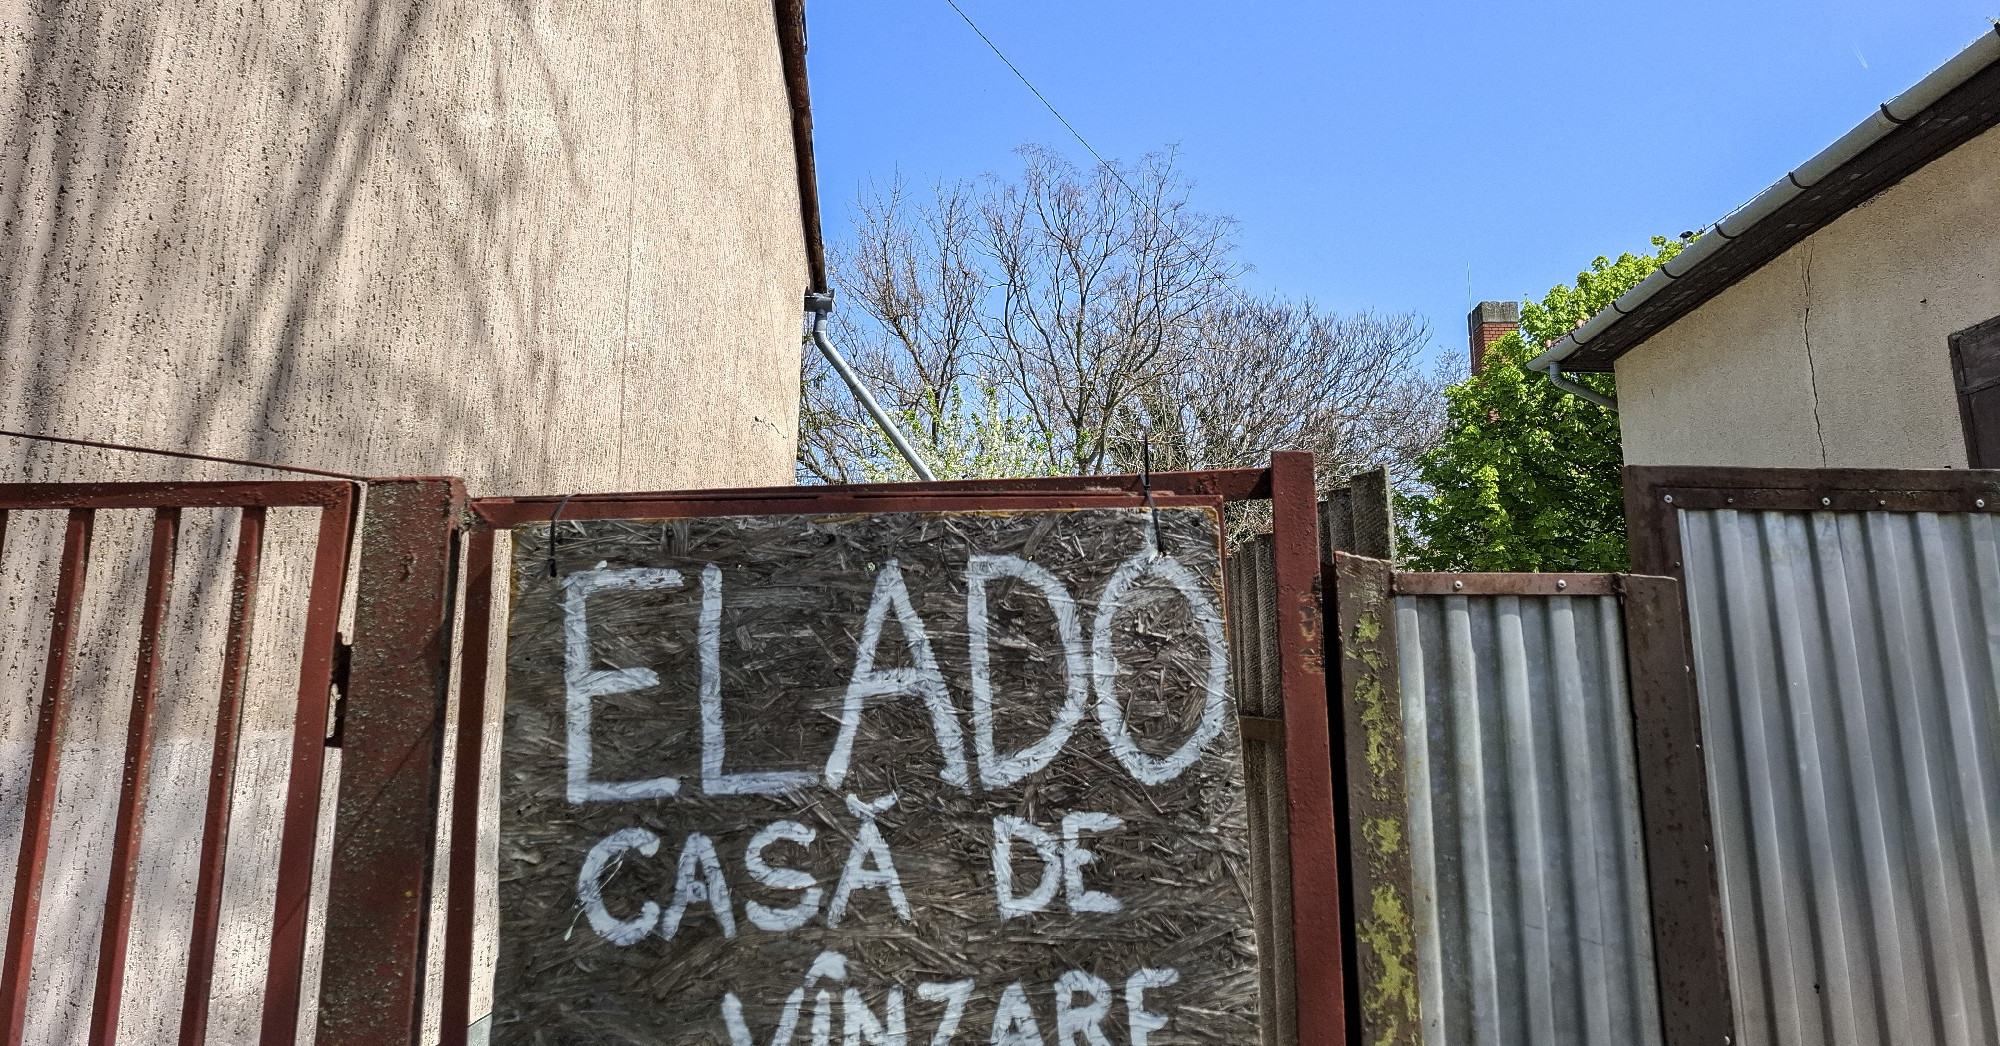 ELADÓ
CASĂ DE
VÎNZARE